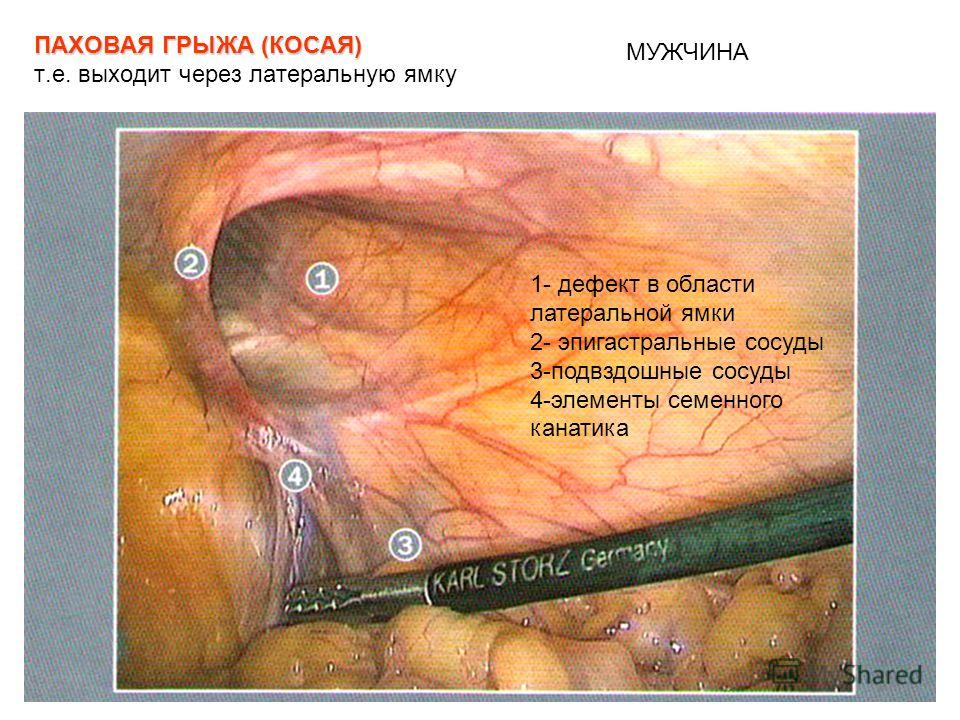 ПАХОВАЯ ГРЫЖА (КОСАЯ)
т.е. выходит через латеральную ямку
МУЖЧИНА
2
1
1- дефект в области
латеральной ямки
2- эпигастральные сосуды
3-подвздошные сосуды
4-элементы семенного
канатика
4
3
KARL STORZ Germany
Shared